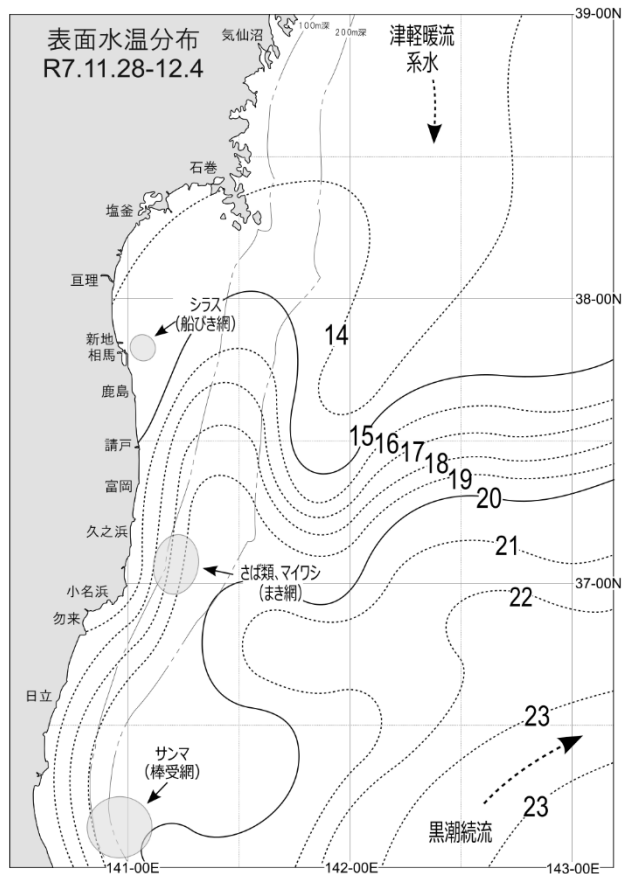 表面水温分布
R7.11.28-12.4
気仙沼
100m深
200m深
津軽暖流
系水
39-00N
石巻
塩釜
亘理
シラス
(船びき網)
38-00N
新地
相馬
14
鹿島
請戸
15
16
17
18
19
20
富岡
久之浜
21
さば類、マイワシ
(まき網)
37-00N
小名浜
勿来
22
日立
23
サンマ
(棒受網)
黒潮続流
23
141-00E
142-00E
143-00E